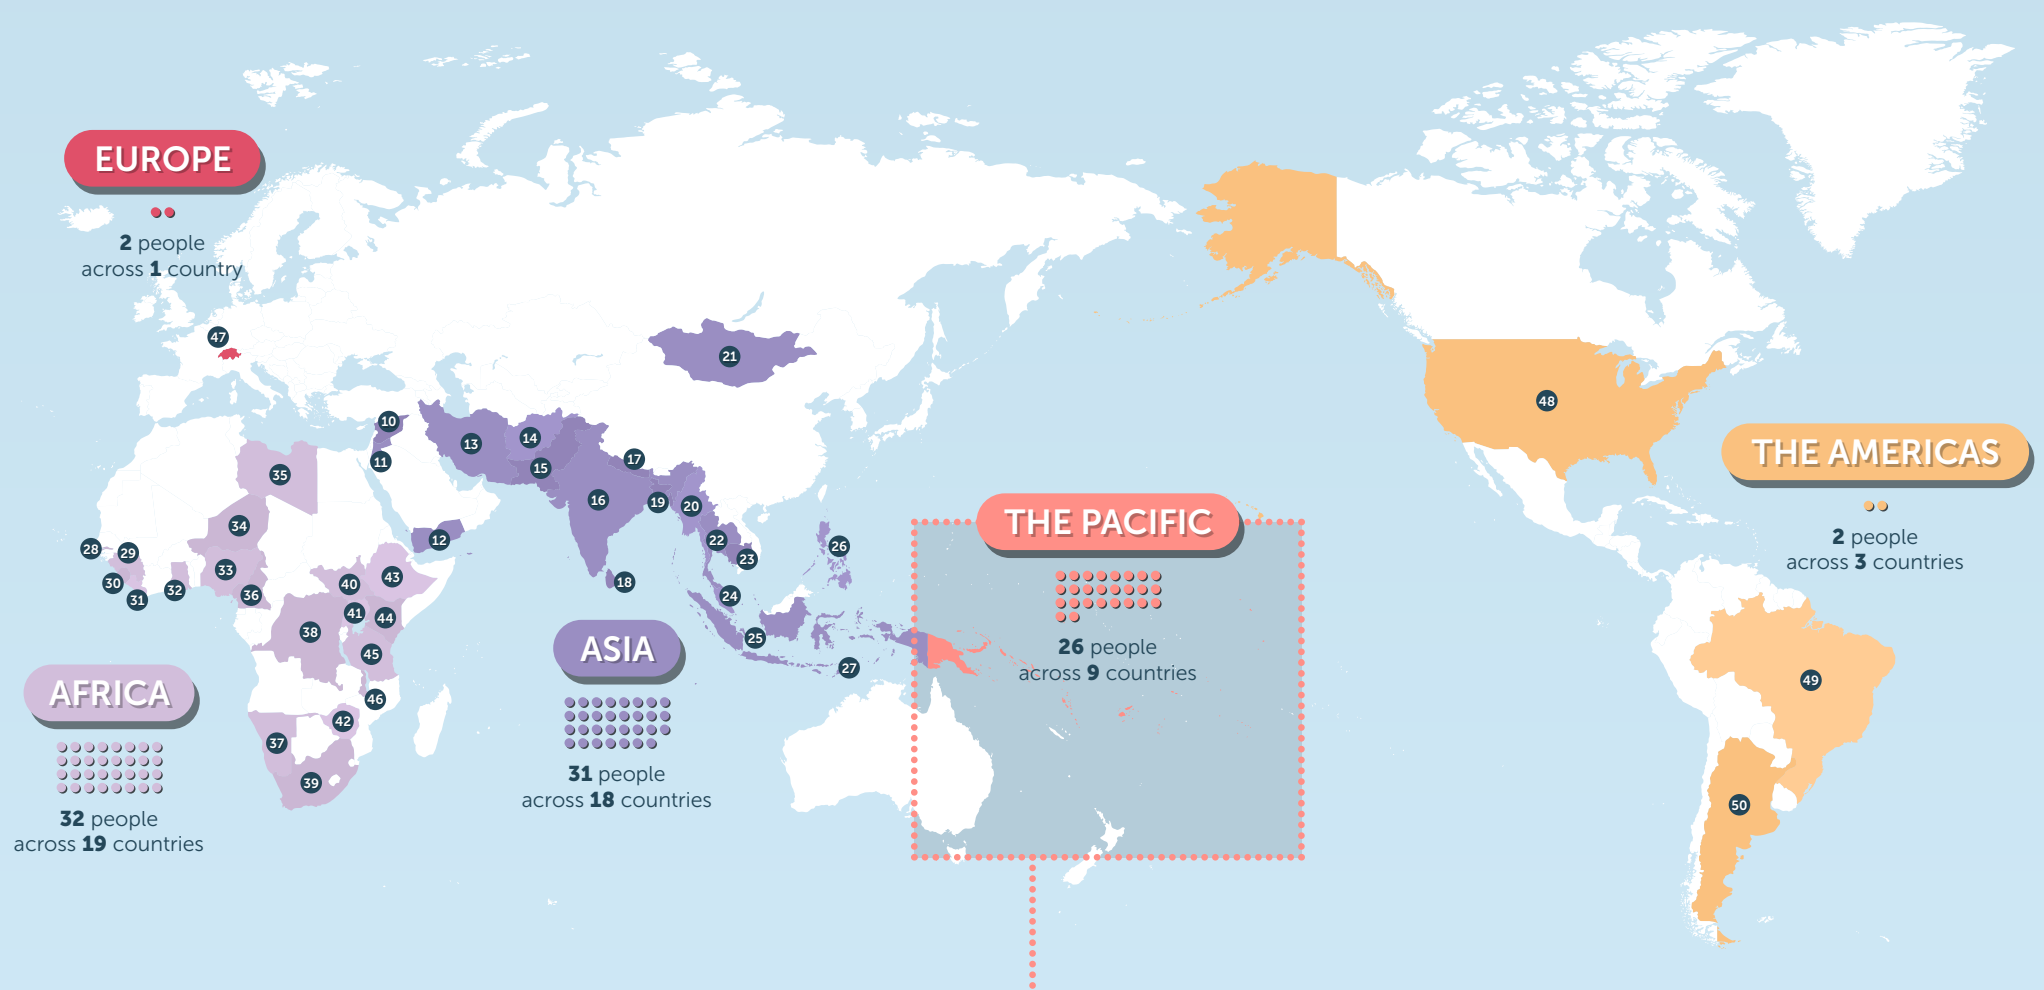 EUROPE
2 people
across 1 country
47
21
48
THE AMERICAS
2 people
across 3 countries
10
11
13
14
15
17
16
19
20
12
22
23
26
18
24
25
27
THE PACIFIC
26 people
across 9 countries
35
34
28
29
30
31
32
33
36
40
43
41
44
38
45
46
42
37
39
ASIA
31 people
across 18 countries
AFRICA
32 people
across 19 countries
49
50